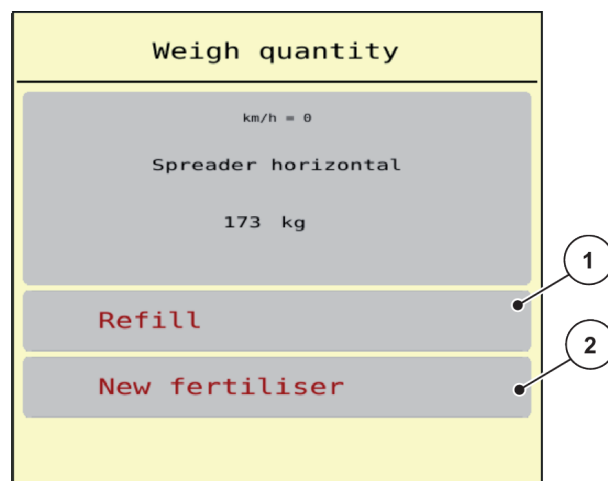 Weigh quantity
km/h = 0
Spreader horizontal
173 kg
1
Refill
2
New fertiliser